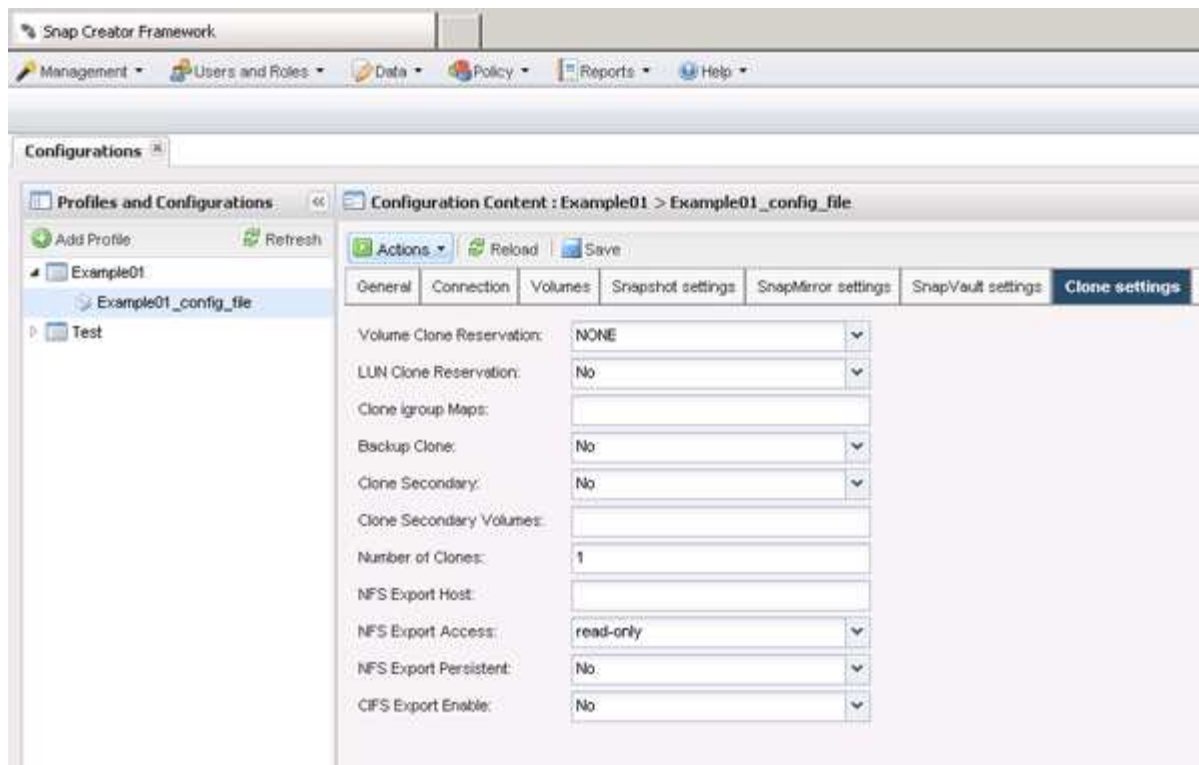 Snap Creator Framework
Management Users and Roles Data Policy Reports Help
Configurations
Profiles and Configurations
Configuration Content : Example01 > Example01_config_file
Add Profile Refresh
Actions Reload Save
Example01
Example01_config_file
Test
General Connection Volumes Snapshot settings SnapMirror settings SnapVault settings Clone settings
Volume Clone Reservation: NONE
LUN Clone Reservation: No
Clone igroup Maps:
Backup Clone: No
Clone Secondary: No
Clone Secondary Volumes:
Number of Clones: 1
NFS Export Host:
NFS Export Access: read-only
NFS Export Persistent: No
CIFS Export Enable: No